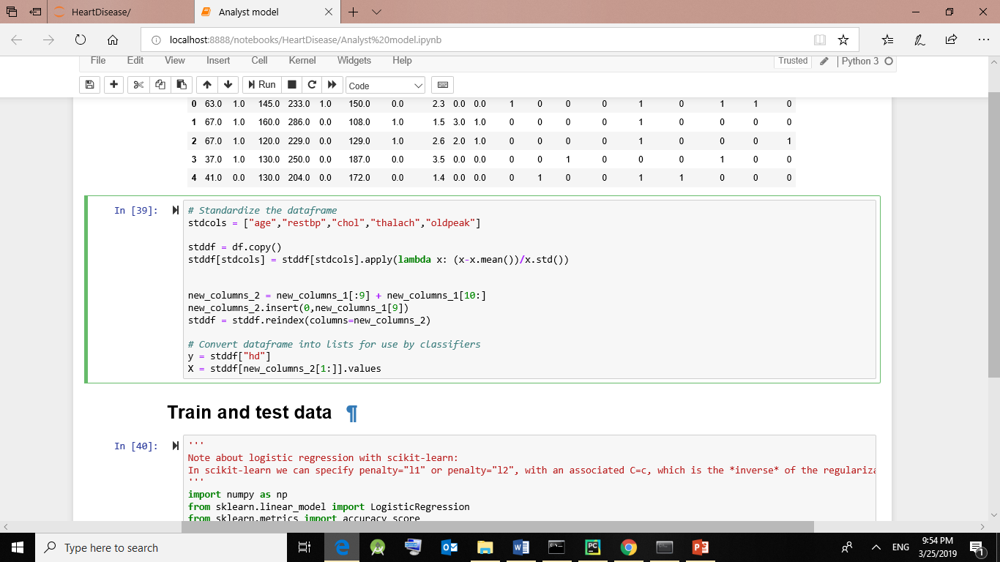 HeartDisease/
Analyst model
localhost:8888/notebooks/HeartDisease/Analyst%20model.ipynb
File Edit View Insert Cell Kernel Widgets Help Trusted Python 3
Run Code
0 63.0 1.0 145.0 233.0 1.0 150.0 0.0 2.3 0.0 0.0 1 0 0 0 1 0 1 1 0
1 67.0 1.0 160.0 286.0 0.0 108.0 1.0 1.5 3.0 1.0 0 0 0 0 1 0 0 0 0
2 67.0 1.0 120.0 229.0 0.0 129.0 1.0 2.6 2.0 1.0 0 0 0 0 1 0 0 0 1
3 37.0 1.0 130.0 250.0 0.0 187.0 0.0 3.5 0.0 0.0 0 0 1 0 0 0 1 0 0
4 41.0 0.0 130.0 204.0 0.0 172.0 0.0 1.4 0.0 0.0 0 1 0 0 1 1 0 0 0
In [39]:
# Standardize the dataframe
stdcols = ["age","restbp","chol","thalach","oldpeak"]
stddf = df.copy()
stddf[stdcols] = stddf[stdcols].apply(lambda x: (x-x.mean())/x.std())
new_columns_2 = new_columns_1[:9] + new_columns_1[10:]
new_columns_2.insert(0,new_columns_1[9])
stddf = stddf.reindex(columns=new_columns_2)
# Convert dataframe into lists for use by classifiers
y = stddf["hd"]
X = stddf[new_columns_2[1:]].values
Train and test data ¶
In [40]:
'''
Note about logistic regression with scikit-learn:
In scikit-learn we can specify penalty="l1" or penalty="l2", with an associated C=c, which is the *inverse* of the regulariza
'''
import numpy as np
from sklearn.linear_model import LogisticRegression
from sklearn.metrics import accuracy_score
Type here to search
ENG
9:54 PM
3/25/2019
1